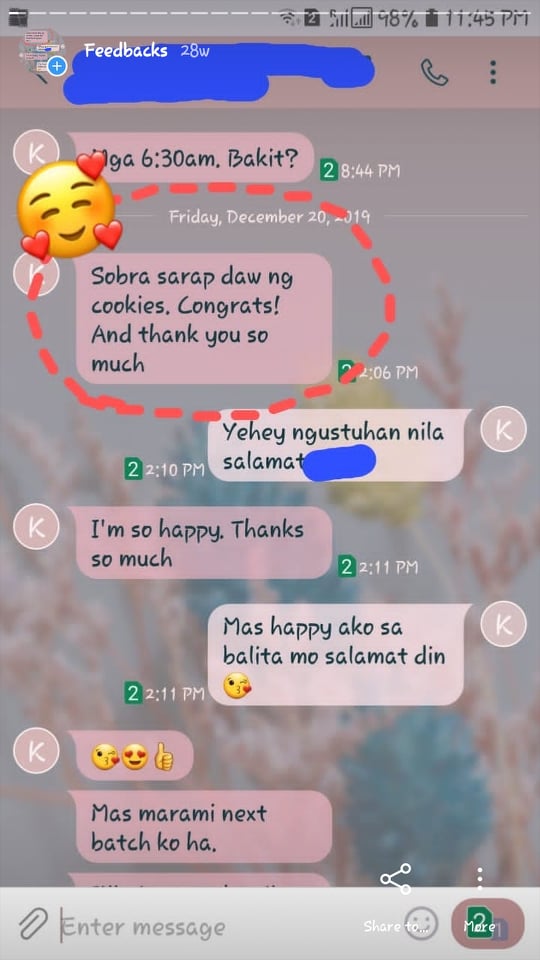 2 98% 11:45 PM
Feedbacks 28w
K
Mga 6:30am. Bakit?
2 8:44 PM
Friday, December 20, 2019
K
Sobra sarap daw ng
cookies. Congrats!
And thank you so
much
2 2:06 PM
Yehey ngustuhan nila
salamat
K
2 2:10 PM
K
I'm so happy. Thanks
so much
2 2:11 PM
Mas happy ako sa
balita mo salamat din
K
2 2:11 PM
K
Mas marami next
batch ko ha.
Enter message
Share to...
More
2